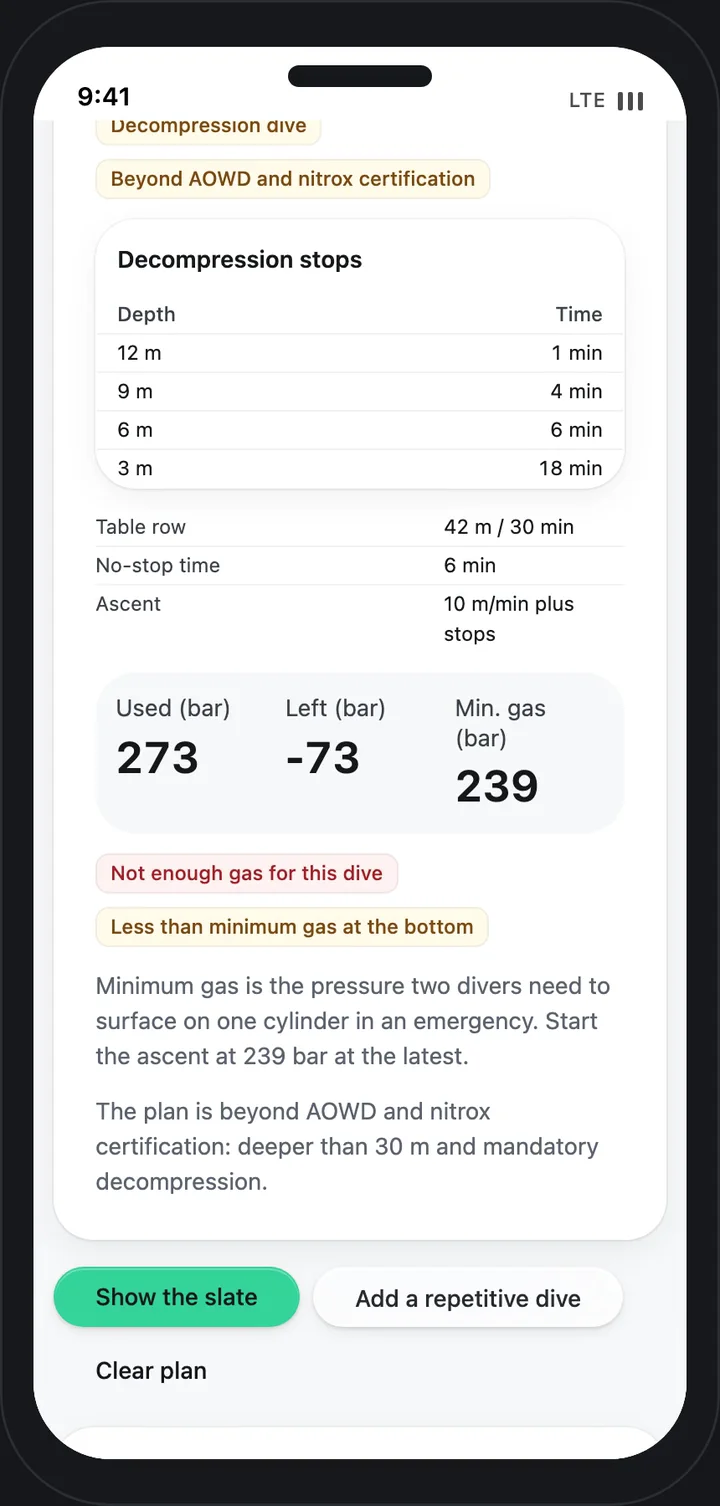 9:41
LTE
Decompression dive
Beyond AOWD and nitrox certification
Decompression stops
Depth Time
12 m 1 min
9 m 4 min
6 m 6 min
3 m 18 min
Table row 42 m / 30 min
No-stop time 6 min
Ascent 10 m/min plus
stops
Used (bar) Left (bar) Min. gas
(bar)
273 -73 239
Not enough gas for this dive
Less than minimum gas at the bottom
Minimum gas is the pressure two divers need to
surface on one cylinder in an emergency. Start
the ascent at 239 bar at the latest.
The plan is beyond AOWD and nitrox
certification: deeper than 30 m and mandatory
decompression.
Show the slate Add a repetitive dive
Clear plan